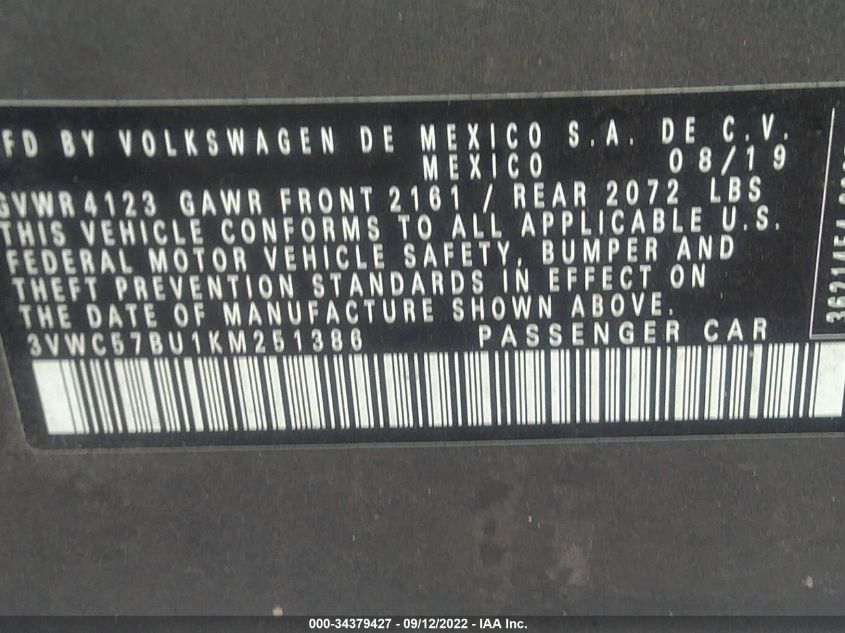 FD BY VOLKSWAGEN DE MEXICO S.A. DE C.V.
MEXICO 08/19
GVWR 4123 GAWR FRONT 2161 / REAR 2072 LBS
THIS VEHICLE CONFORMS TO ALL APPLICABLE U.S.
FEDERAL MOTOR VEHICLE SAFETY, BUMPER AND
THEFT PREVENTION STANDARDS IN EFFECT ON
THE DATE OF MANUFACTURE SHOWN ABOVE.
3VWC57BU1KM251386 PASSENGER CAR
3621454
000-34379427 - 09/12/2022 - IAA Inc.